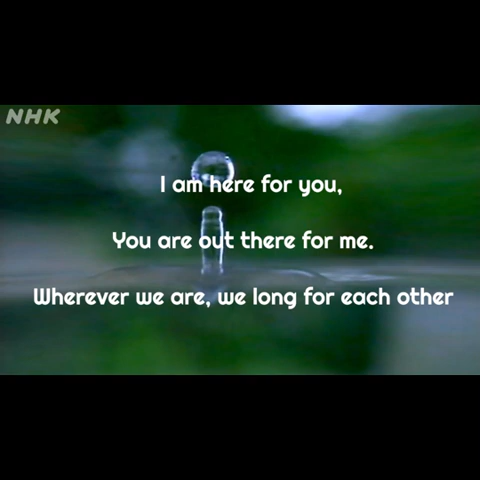 NHK
I am here for you,
You are out there for me.
Wherever we are, we long for each other